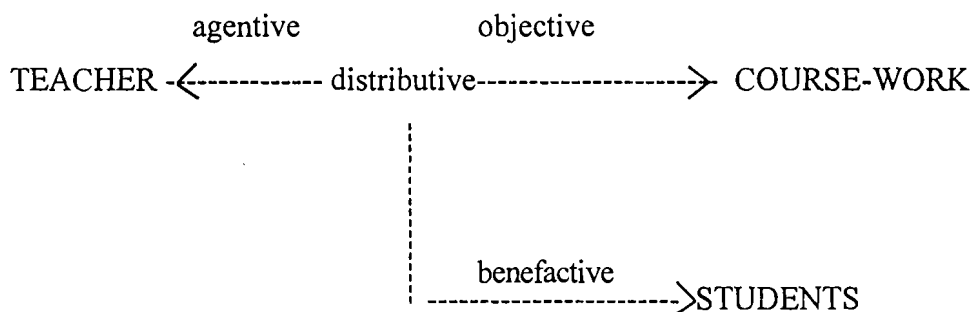 agentive objective
TEACHER distributive COURSE-WORK
benefactive
STUDENTS